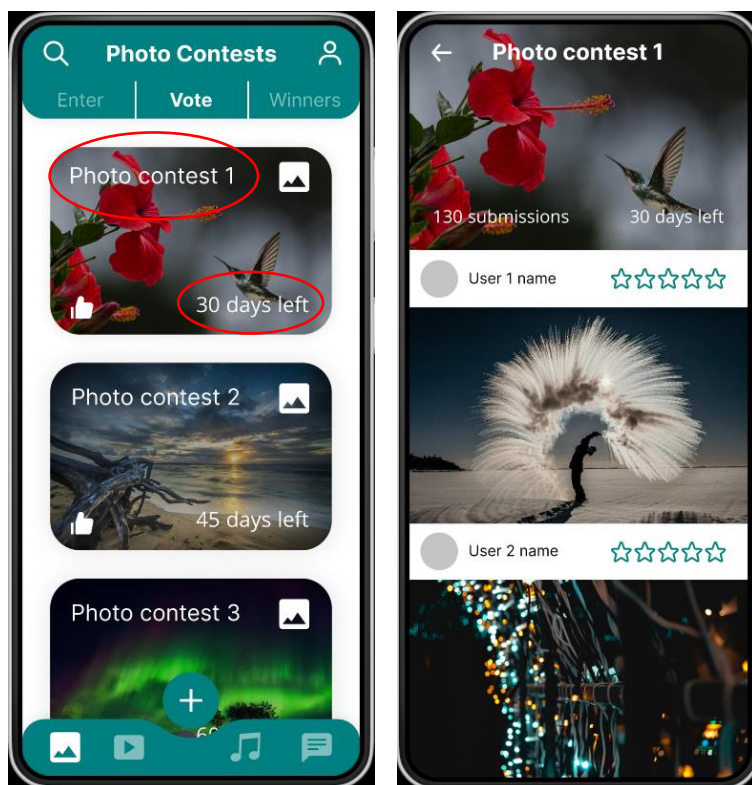 Photo Contests
Enter Vote Winners
Photo contest 1
30 days left
Photo contest 2
45 days left
Photo contest 3
Photo contest 1
130 submissions 30 days left
User 1 name
User 2 name